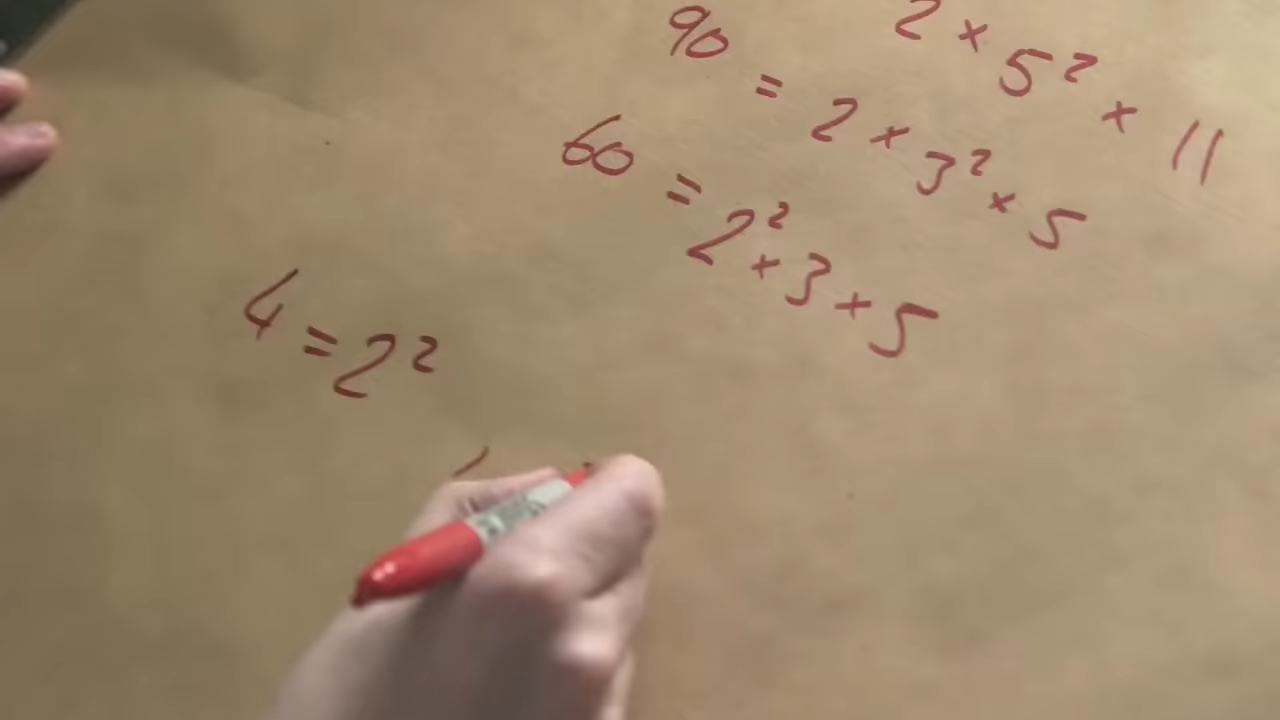 2 × 5² × 11
90 = 2 × 3² × 5
60 = 2² × 3 × 5
4 = 2²